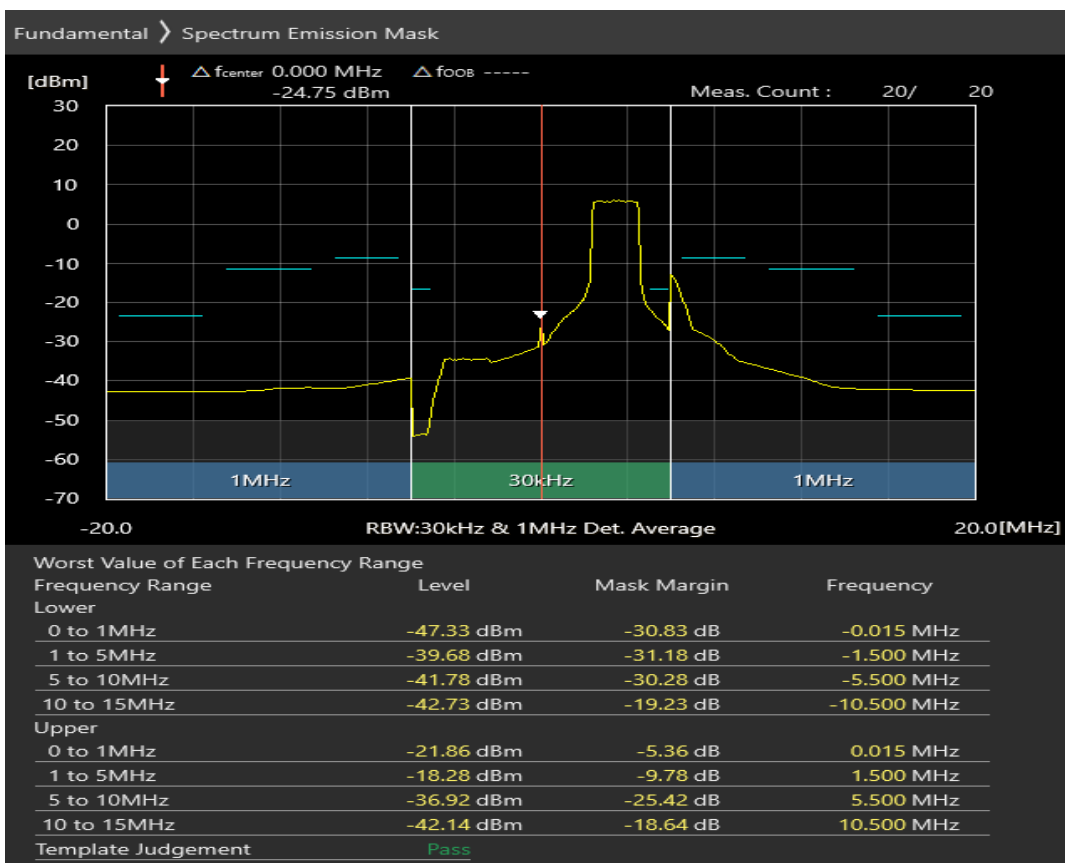 Fundamental ❯ Spectrum Emission Mask
[dBm] △ fcenter 0.000 MHz △ fOOB -----
-24.75 dBm Meas. Count : 20/ 20
30
20
10
0
-10
-20
-30
-40
-50
-60
-70
1MHz 30kHz 1MHz
-20.0 RBW:30kHz & 1MHz Det. Average 20.0[MHz]
Worst Value of Each Frequency Range
Frequency Range Level Mask Margin Frequency
Lower
0 to 1MHz -47.33 dBm -30.83 dB -0.015 MHz
1 to 5MHz -39.68 dBm -31.18 dB -1.500 MHz
5 to 10MHz -41.78 dBm -30.28 dB -5.500 MHz
10 to 15MHz -42.73 dBm -19.23 dB -10.500 MHz
Upper
0 to 1MHz -21.86 dBm -5.36 dB 0.015 MHz
1 to 5MHz -18.28 dBm -9.78 dB 1.500 MHz
5 to 10MHz -36.92 dBm -25.42 dB 5.500 MHz
10 to 15MHz -42.14 dBm -18.64 dB 10.500 MHz
Template Judgement Pass